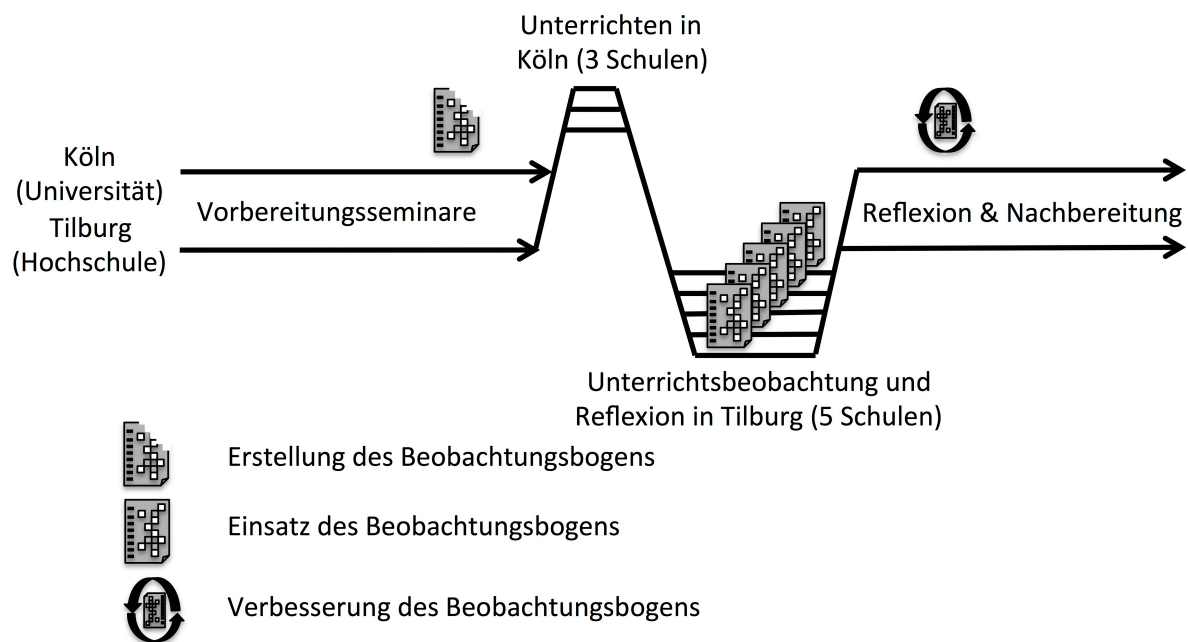 Unterrichten in
Köln (3 Schulen)
Köln
(Universität)
Tilburg
(Hochschule)
Vorbereitungsseminare
Reflexion & Nachbereitung
Unterrichtsbeobachtung und
Reflexion in Tilburg (5 Schulen)
Erstellung des Beobachtungsbogens
Einsatz des Beobachtungsbogens
Verbesserung des Beobachtungsbogens